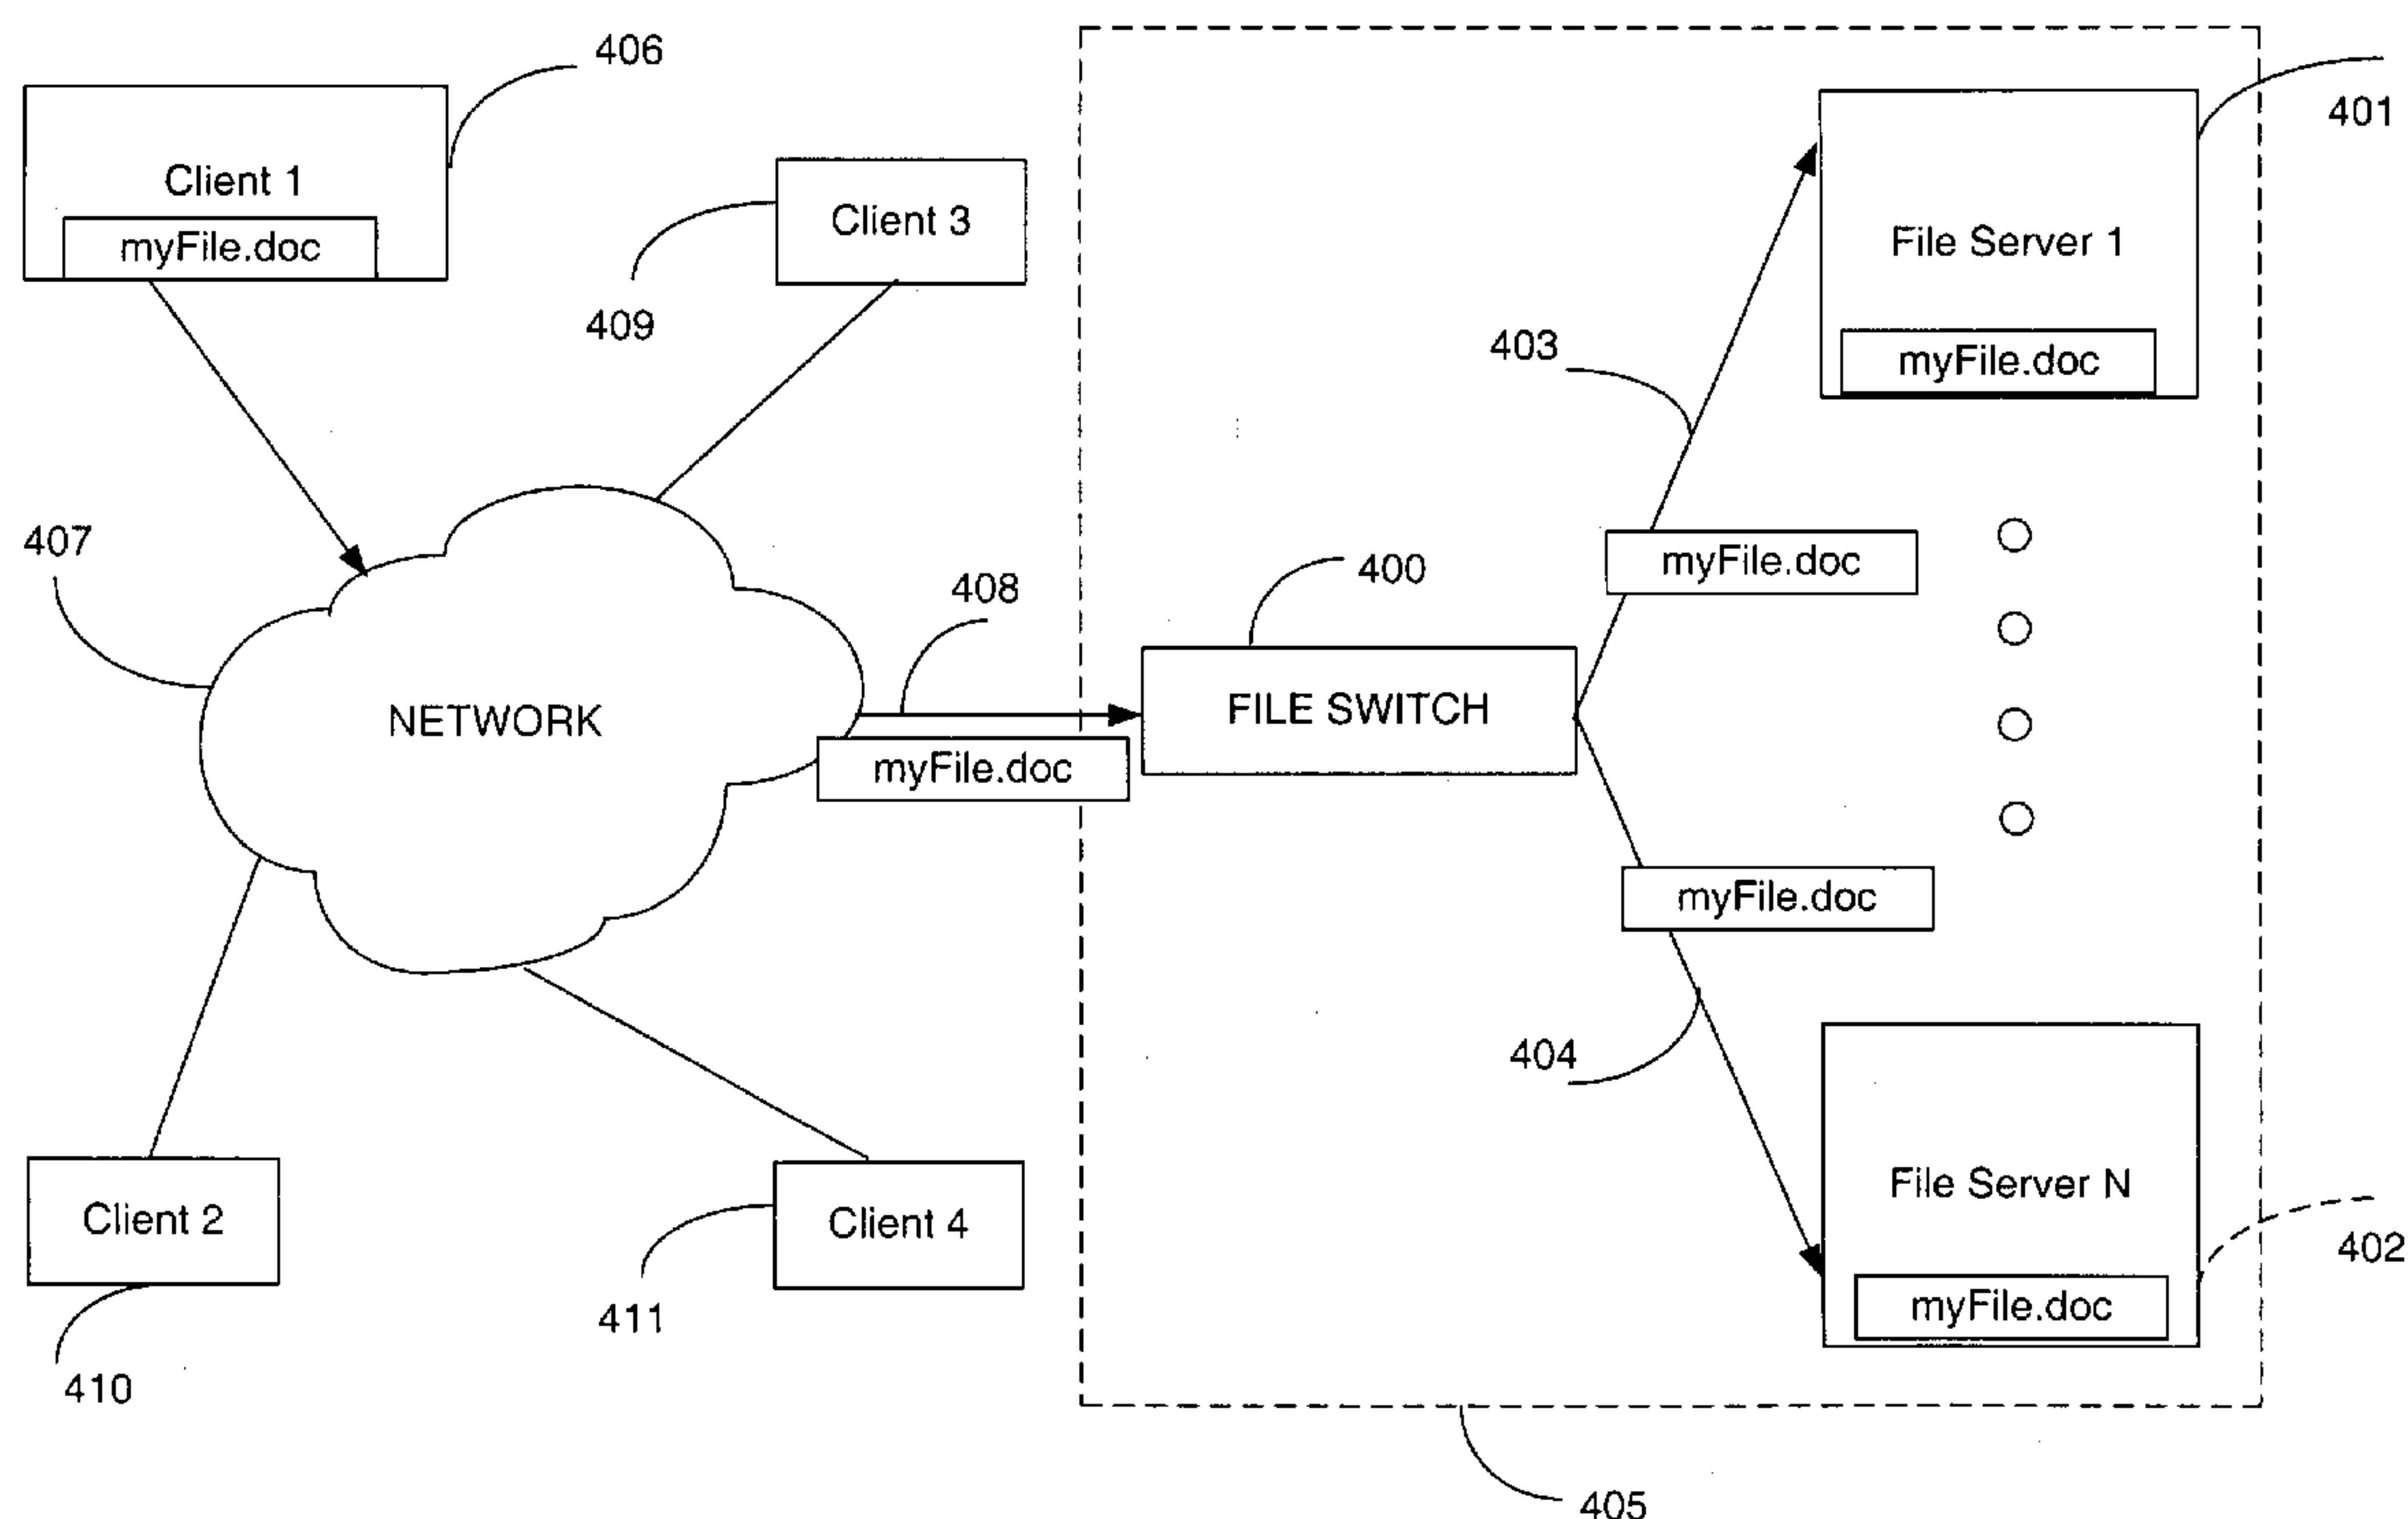 406
401
Client 1
myFile.doc
Client 3
409
File Server 1
myFile.doc
403
407
408
400
myFile.doc
NETWORK
FILE SWITCH
myFile.doc
myFile.doc
404
File Server N
402
myFile.doc
Client 2
Client 4
411
410
405